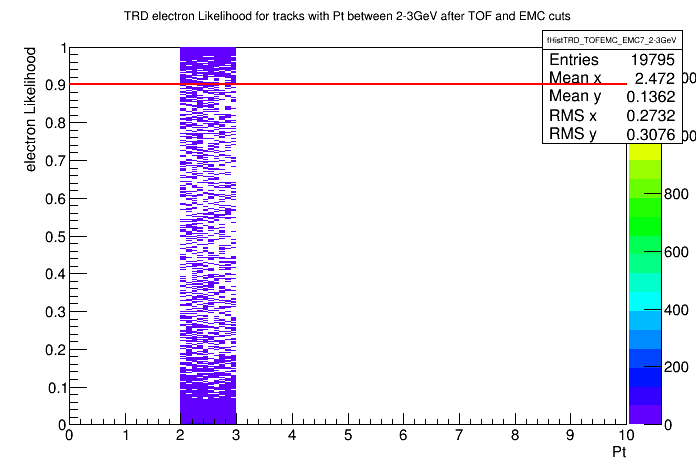 TRD electron Likelihood for tracks with Pt between 2-3GeV after TOF and EMC cuts
fHistTRD_TOFEMC_EMC7_2-3GeV
Entries 19795
Mean x 2.472
Mean y 0.1362
RMS x 0.2732
RMS y 0.3076
electron Likelihood
1
0.9
0.8
0.7
0.6
0.5
0.4
0.3
0.2
0.1
0
0 1 2 3 4 5 6 7 8 9 10
Pt
800
600
400
200
0